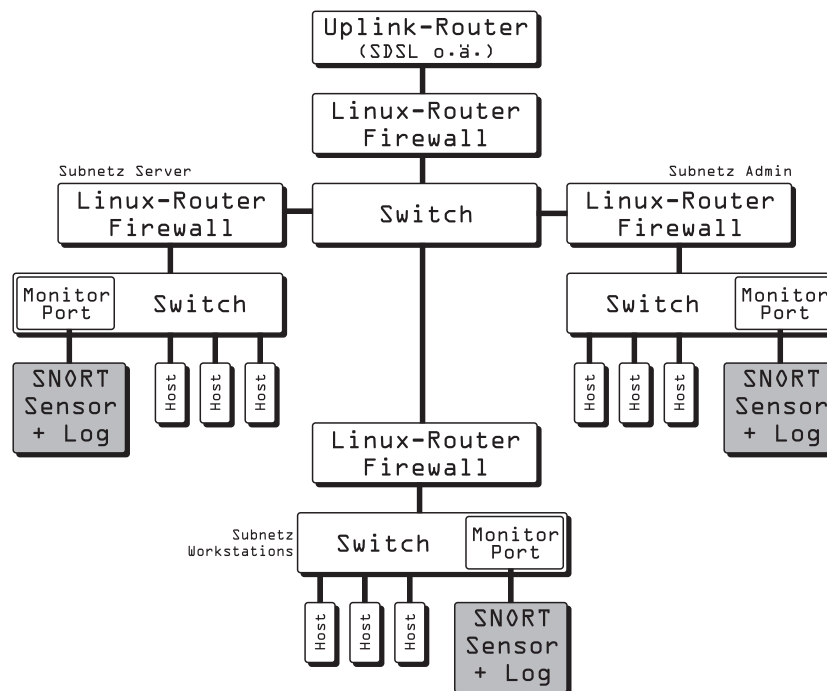 Uplink-Router
(SDSL o.ä.)
Linux-Router
Firewall
Subnetz Server
Linux-Router
Firewall
Switch
Subnetz Admin
Linux-Router
Firewall
Monitor
Port
Switch
Switch
Monitor
Port
SNORT
Sensor
+ Log
Host
Host
Host
Host
Host
Host
SNORT
Sensor
+ Log
Linux-Router
Firewall
Subnetz
Workstations
Switch
Monitor
Port
Host
Host
Host
SNORT
Sensor
+ Log